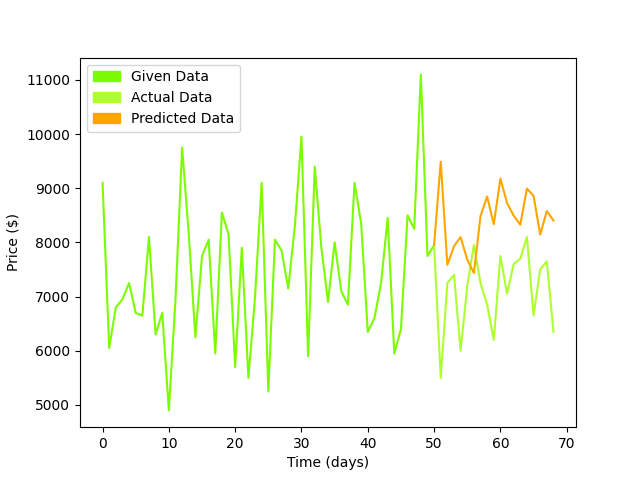 Given Data
Actual Data
Predicted Data
11000
10000
9000
8000
7000
6000
5000
Price ($)
0 10 20 30 40 50 60 70
Time (days)